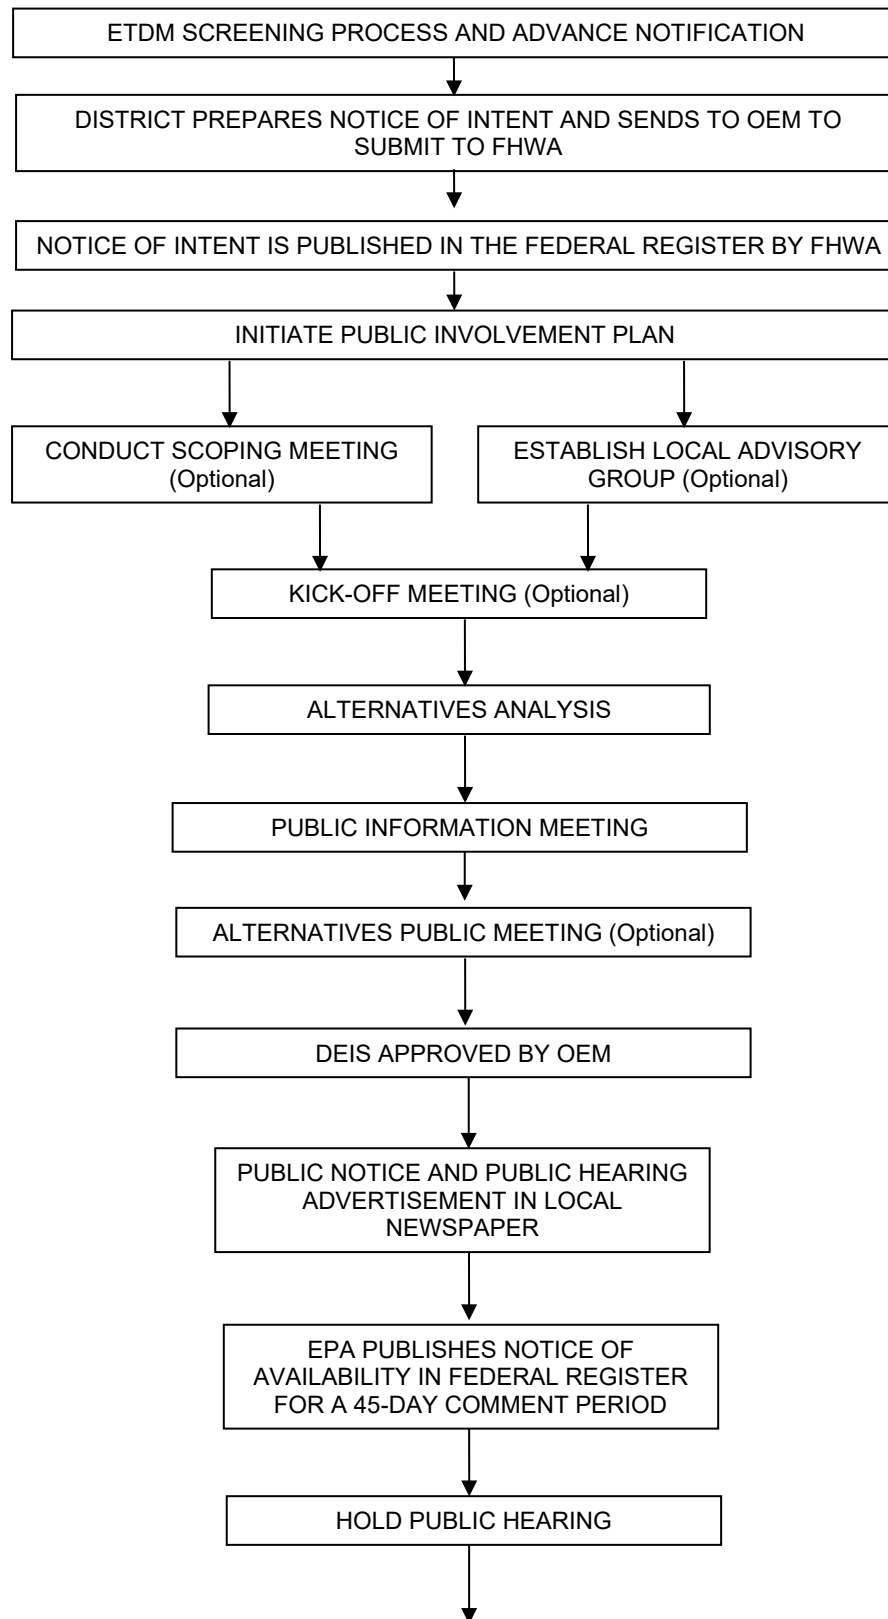 ETDM SCREENING PROCESS AND ADVANCE NOTIFICATION
DISTRICT PREPARES NOTICE OF INTENT AND SENDS TO OEM TO
SUBMIT TO FHWA
NOTICE OF INTENT IS PUBLISHED IN THE FEDERAL REGISTER BY FHWA
INITIATE PUBLIC INVOLVEMENT PLAN
CONDUCT SCOPING MEETING
(Optional)
ESTABLISH LOCAL ADVISORY
GROUP (Optional)
KICK-OFF MEETING (Optional)
ALTERNATIVES ANALYSIS
PUBLIC INFORMATION MEETING
ALTERNATIVES PUBLIC MEETING (Optional)
DEIS APPROVED BY OEM
PUBLIC NOTICE AND PUBLIC HEARING
ADVERTISEMENT IN LOCAL
NEWSPAPER
EPA PUBLISHES NOTICE OF
AVAILABILITY IN FEDERAL REGISTER
FOR A 45-DAY COMMENT PERIOD
HOLD PUBLIC HEARING